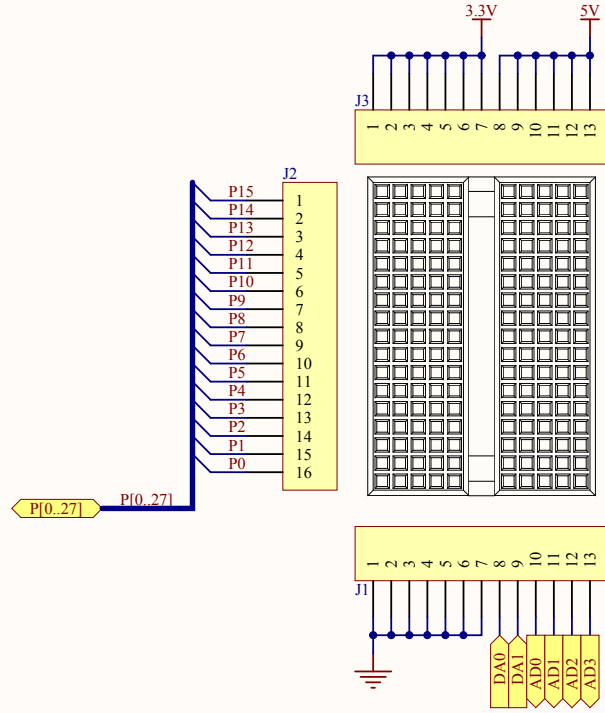 3.3V 5V
J3
1 2 3 4 5 6 7 8 9 10 11 12 13
J2
P15 1
P14 2
P13 3
P12 4
P11 5
P10 6
P9 7
P8 8
P7 9
P6 10
P5 11
P4 12
P3 13
P2 14
P1 15
P0 16
P[0..27] P[0..27]
1 2 3 4 5 6 7 8 9 10 11 12 13
J1
DA0 DA1 AD0 AD1 AD2 AD3